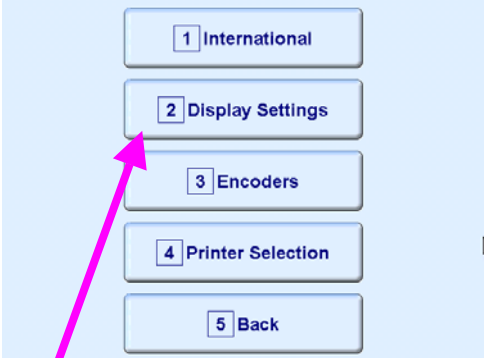 1 International
2 Display Settings
3 Encoders
4 Printer Selection
5 Back